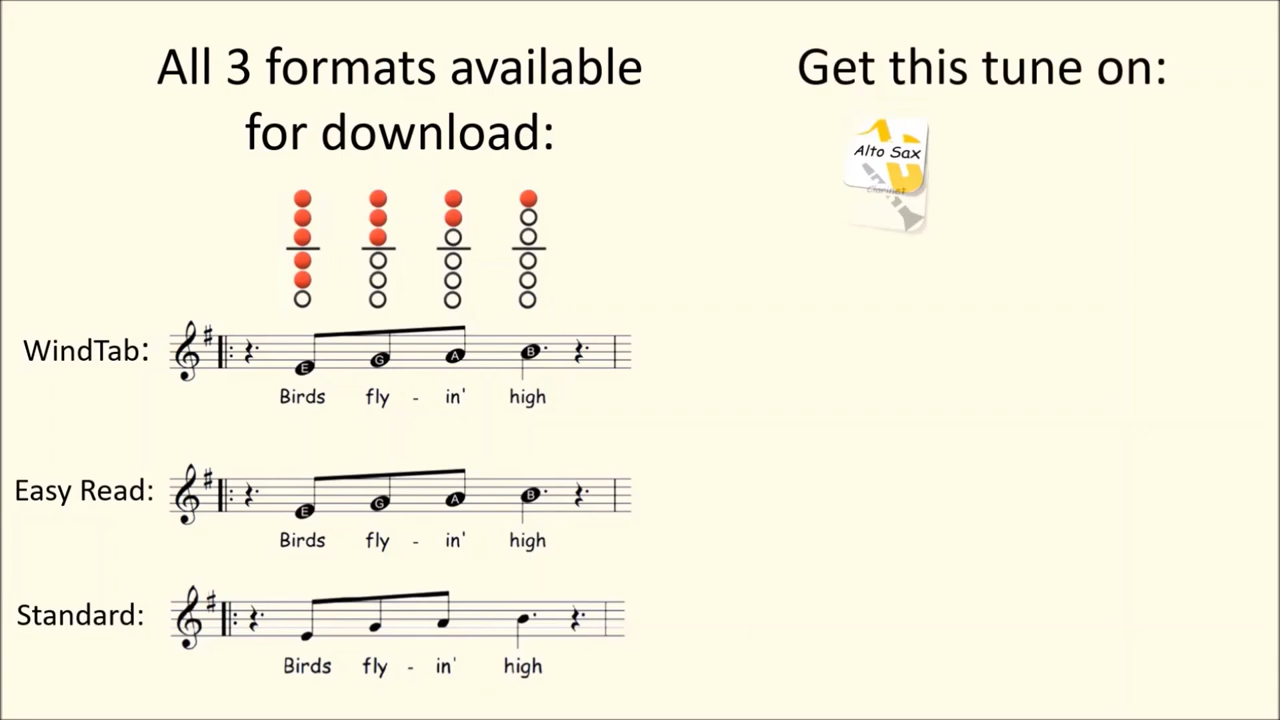 All 3 formats available
for download:
Get this tune on:
Alto Sax
Clarinet
WindTab:
E G A B
Birds fly - in' high
Easy Read:
E G A B
Birds fly - in' high
Standard:
Birds fly - in' high